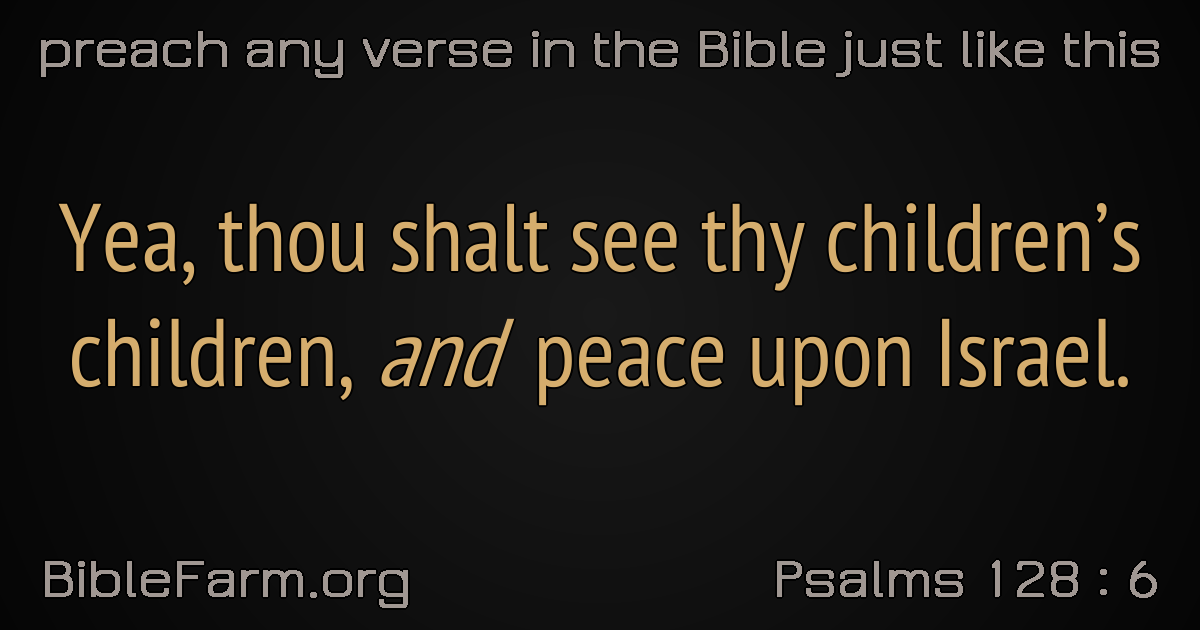 preach any verse in the Bible just like this
Yea, thou shalt see thy children’s
children, and peace upon Israel.
BibleFarm.org
Psalms 128 : 6